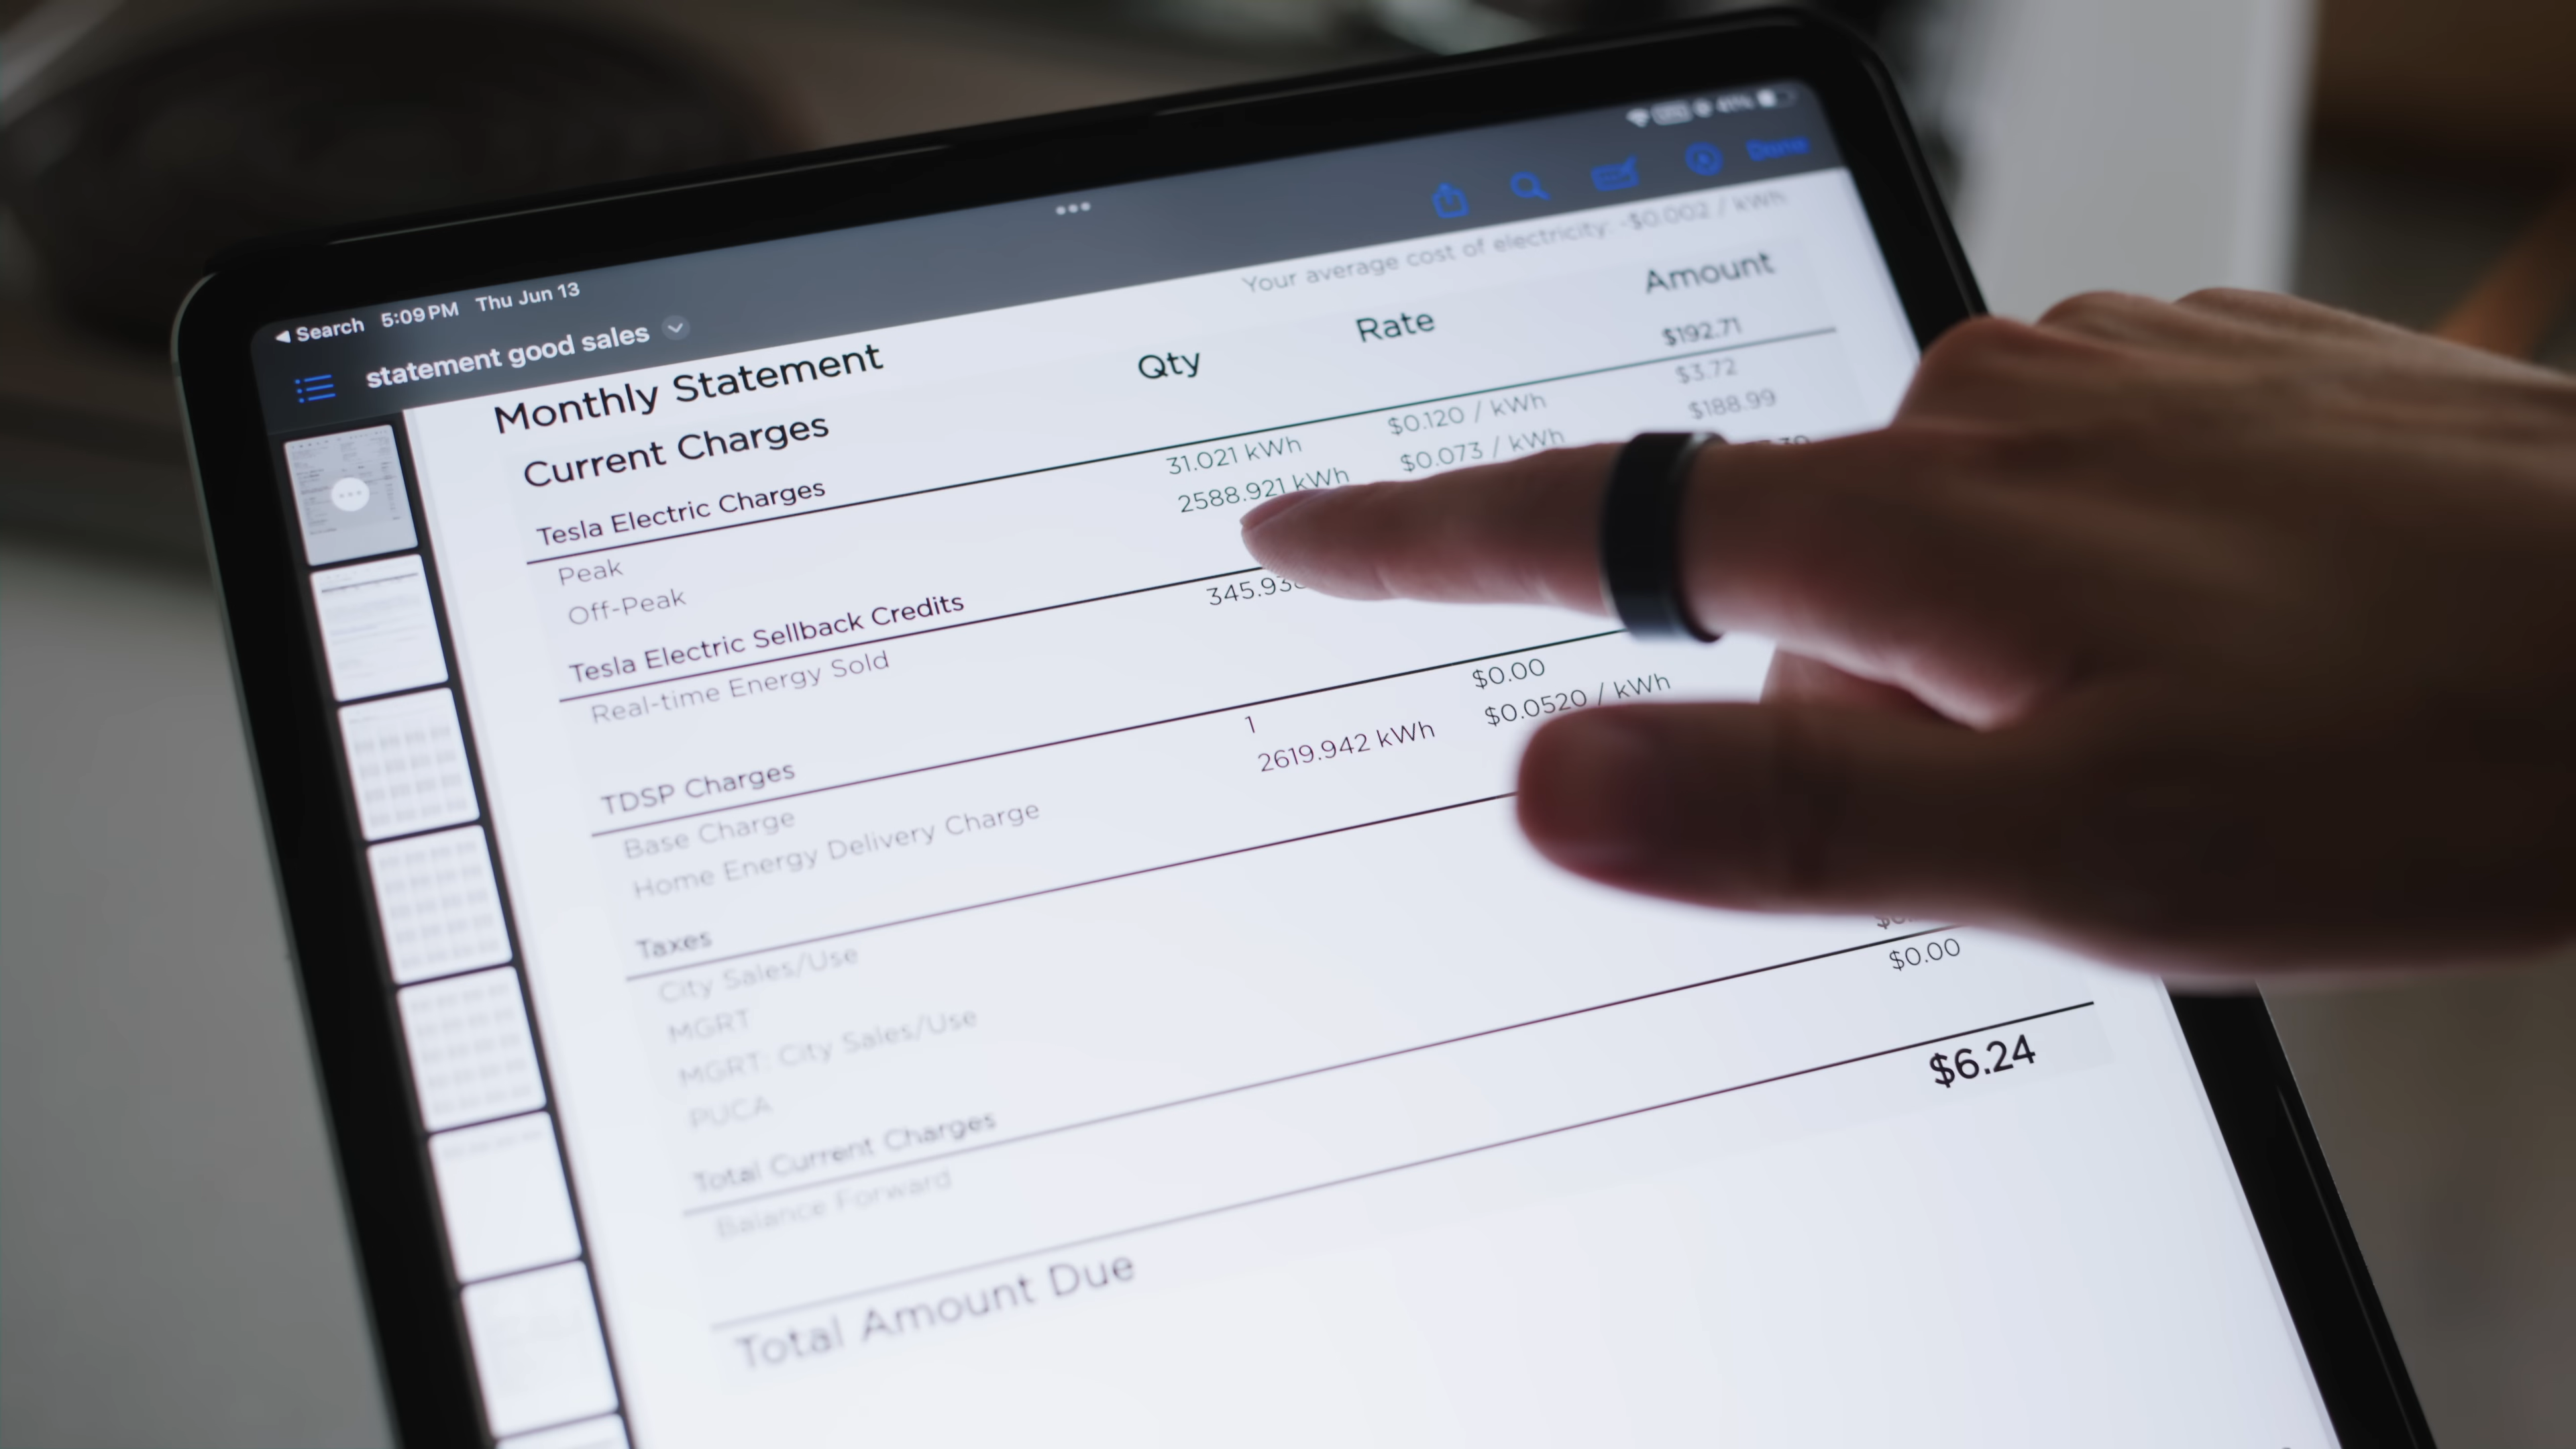 Search 5:09 PM Thu Jun 13
41%
statement good sales
Done
Your average cost of electricity: -$0.002 / kWh
Monthly Statement
Current Charges Qty Rate Amount
Tesla Electric Charges $192.71
Peak 31.021 kWh $0.120 / kWh $3.72
Off-Peak 2588.921 kWh $0.073 / kWh $188.99
Tesla Electric Sellback Credits
Real-time Energy Sold
TDSP Charges
Base Charge 1 $0.00
Home Energy Delivery Charge 2619.942 kWh $0.0520 / kWh
Taxes
City Sales/Use
MGRT
MGRT: City Sales/Use
PUCA
Total Current Charges
Balance Forward $0.00
Total Amount Due $6.24